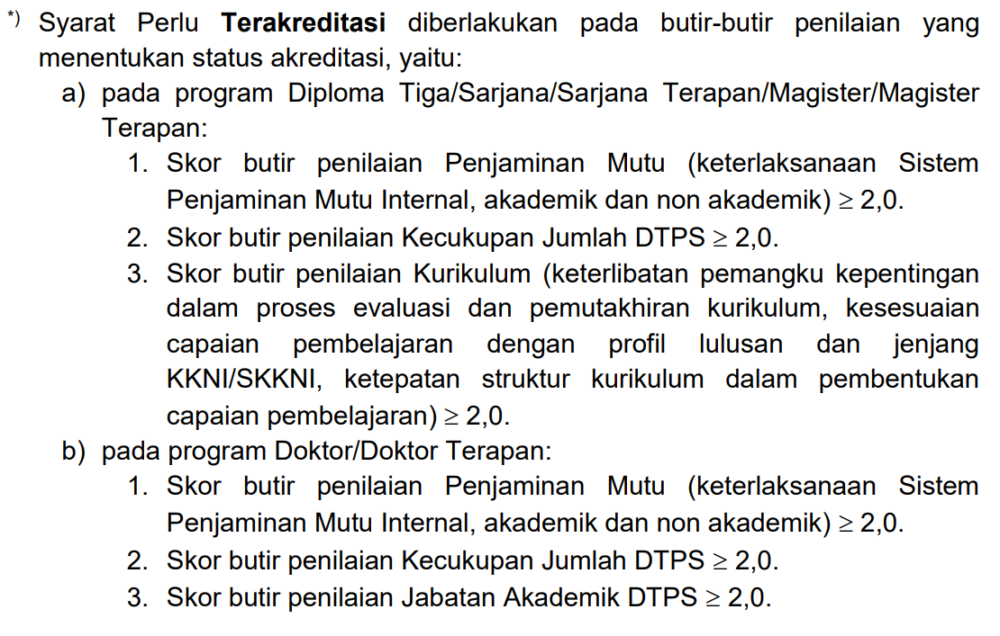 *) Syarat Perlu Terakreditasi diberlakukan pada butir-butir penilaian yang
menentukan status akreditasi, yaitu:
a) pada program Diploma Tiga/Sarjana/Sarjana Terapan/Magister/Magister
Terapan:
1. Skor butir penilaian Penjaminan Mutu (keterlaksanaan Sistem
Penjaminan Mutu Internal, akademik dan non akademik) ≥ 2,0.
2. Skor butir penilaian Kecukupan Jumlah DTPS ≥ 2,0.
3. Skor butir penilaian Kurikulum (keterlibatan pemangku kepentingan
dalam proses evaluasi dan pemutakhiran kurikulum, kesesuaian
capaian pembelajaran dengan profil lulusan dan jenjang
KKNI/SKKNI, ketepatan struktur kurikulum dalam pembentukan
capaian pembelajaran) ≥ 2,0.
b) pada program Doktor/Doktor Terapan:
1. Skor butir penilaian Penjaminan Mutu (keterlaksanaan Sistem
Penjaminan Mutu Internal, akademik dan non akademik) ≥ 2,0.
2. Skor butir penilaian Kecukupan Jumlah DTPS ≥ 2,0.
3. Skor butir penilaian Jabatan Akademik DTPS ≥ 2,0.